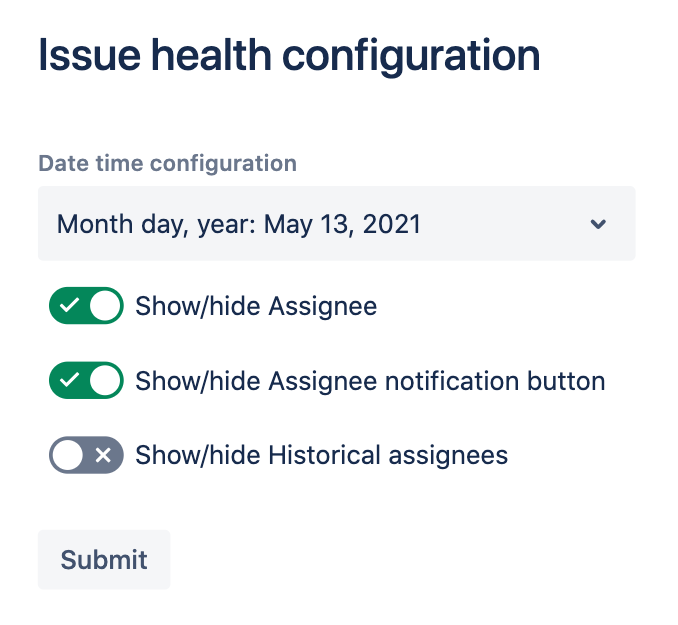 Issue health configuration
Date time configuration
Month day, year: May 13, 2021
Show/hide Assignee
Show/hide Assignee notification button
Show/hide Historical assignees
Submit